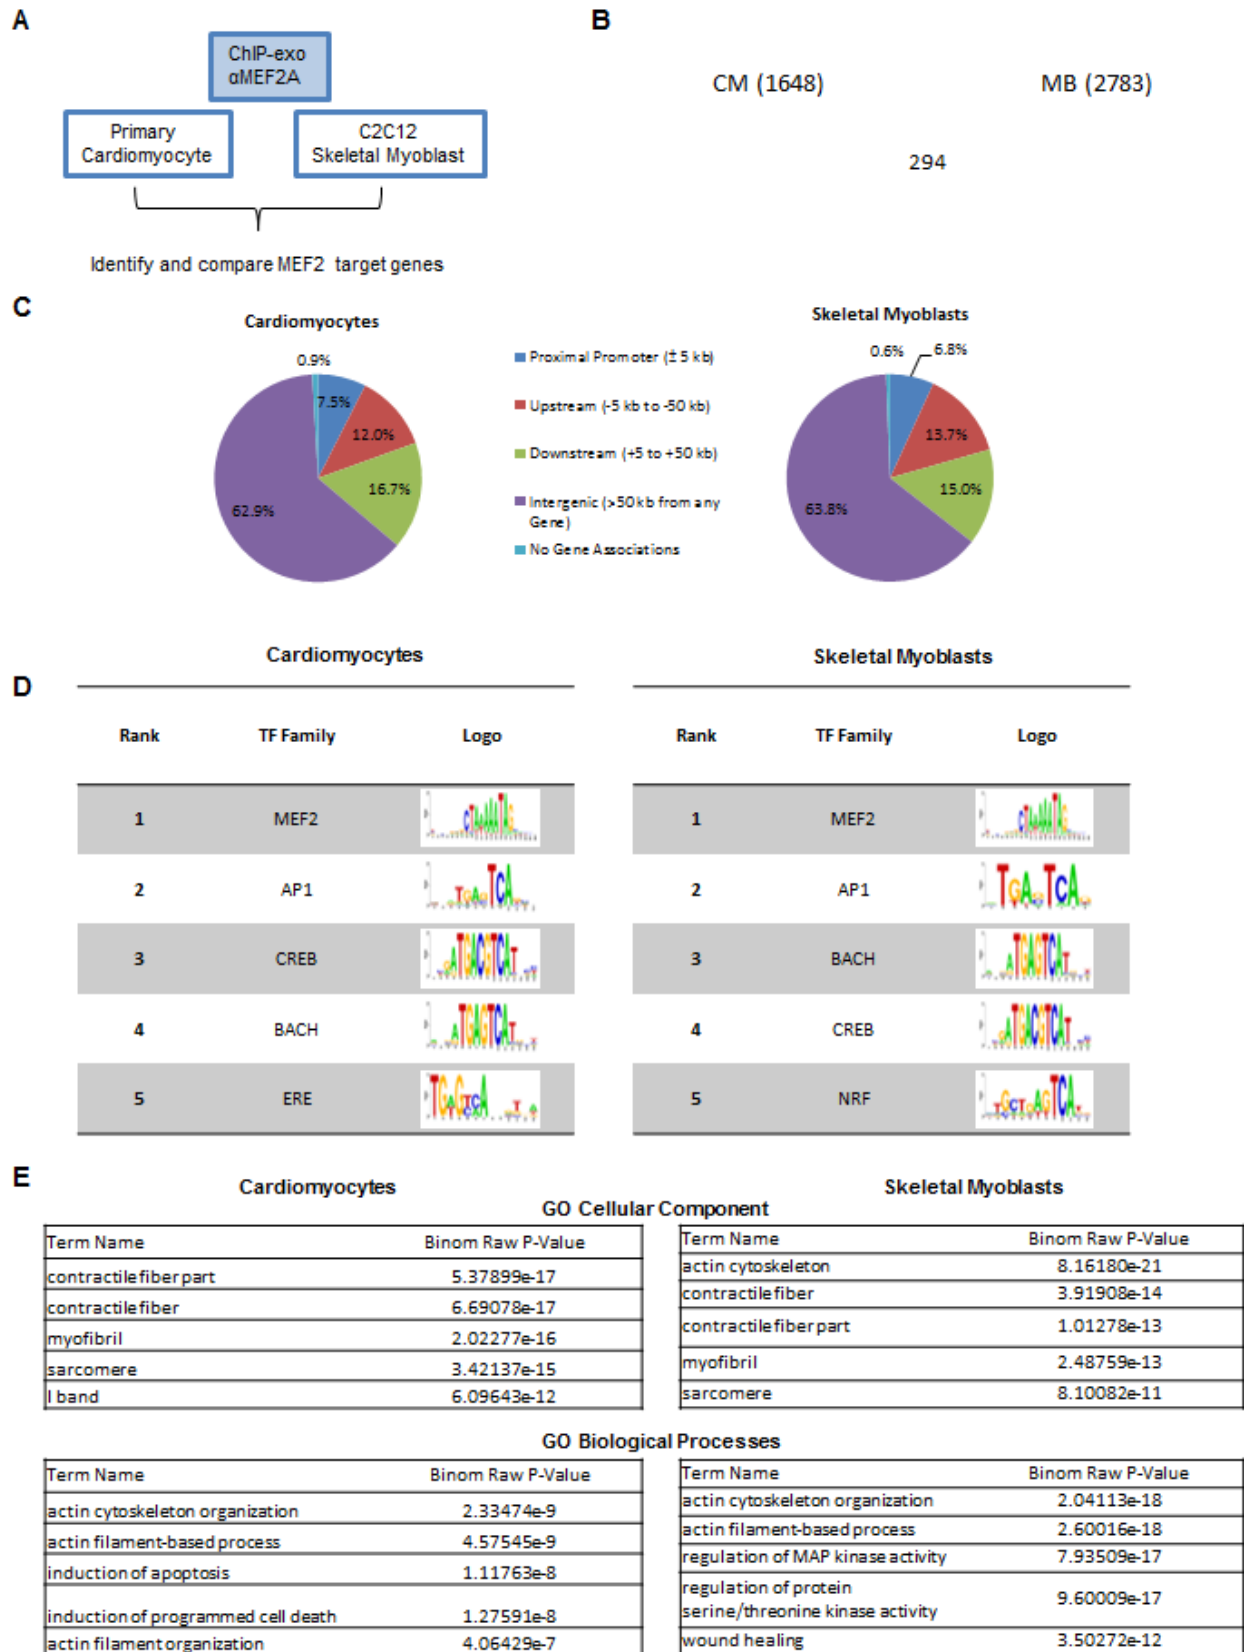 A
ChIP-exo
αMEF2A
Primary
Cardiomyocyte
C2C12
Skeletal Myoblast
Identify and compare MEF2 target genes
B
CM (1648)
MB (2783)
294
C
Cardiomyocytes
0.9%
7.5%
12.0%
16.7%
62.9%
Proximal Promoter (± 5 kb)
Upstream (-5 kb to -50 kb)
Downstream (+5 to +50 kb)
Intergenic (>50 kb from any
Gene)
No Gene Associations
Skeletal Myoblasts
0.6%
6.8%
13.7%
15.0%
63.8%
D
Cardiomyocytes
Rank TF Family Logo
1 MEF2
2 AP1
3 CREB
4 BACH
5 ERE
Skeletal Myoblasts
Rank TF Family Logo
1 MEF2
2 AP1
3 BACH
4 CREB
5 NRF
E
Cardiomyocytes
Skeletal Myoblasts
GO Cellular Component
Term Name Binom Raw P-Value
contractile fiber part 5.37899e-17
contractile fiber 6.69078e-17
myofibril 2.02277e-16
sarcomere 3.42137e-15
I band 6.09643e-12
Term Name Binom Raw P-Value
actin cytoskeleton 8.16180e-21
contractile fiber 3.91908e-14
contractile fiber part 1.01278e-13
myofibril 2.48759e-13
sarcomere 8.10082e-11
GO Biological Processes
Term Name Binom Raw P-Value
actin cytoskeleton organization 2.33474e-9
actin filament-based process 4.57545e-9
induction of apoptosis 1.11763e-8
induction of programmed cell death 1.27591e-8
actin filament organization 4.06429e-7
Term Name Binom Raw P-Value
actin cytoskeleton organization 2.04113e-18
actin filament-based process 2.60016e-18
regulation of MAP kinase activity 7.93509e-17
regulation of protein
serine/threonine kinase activity 9.60009e-17
wound healing 3.50272e-12